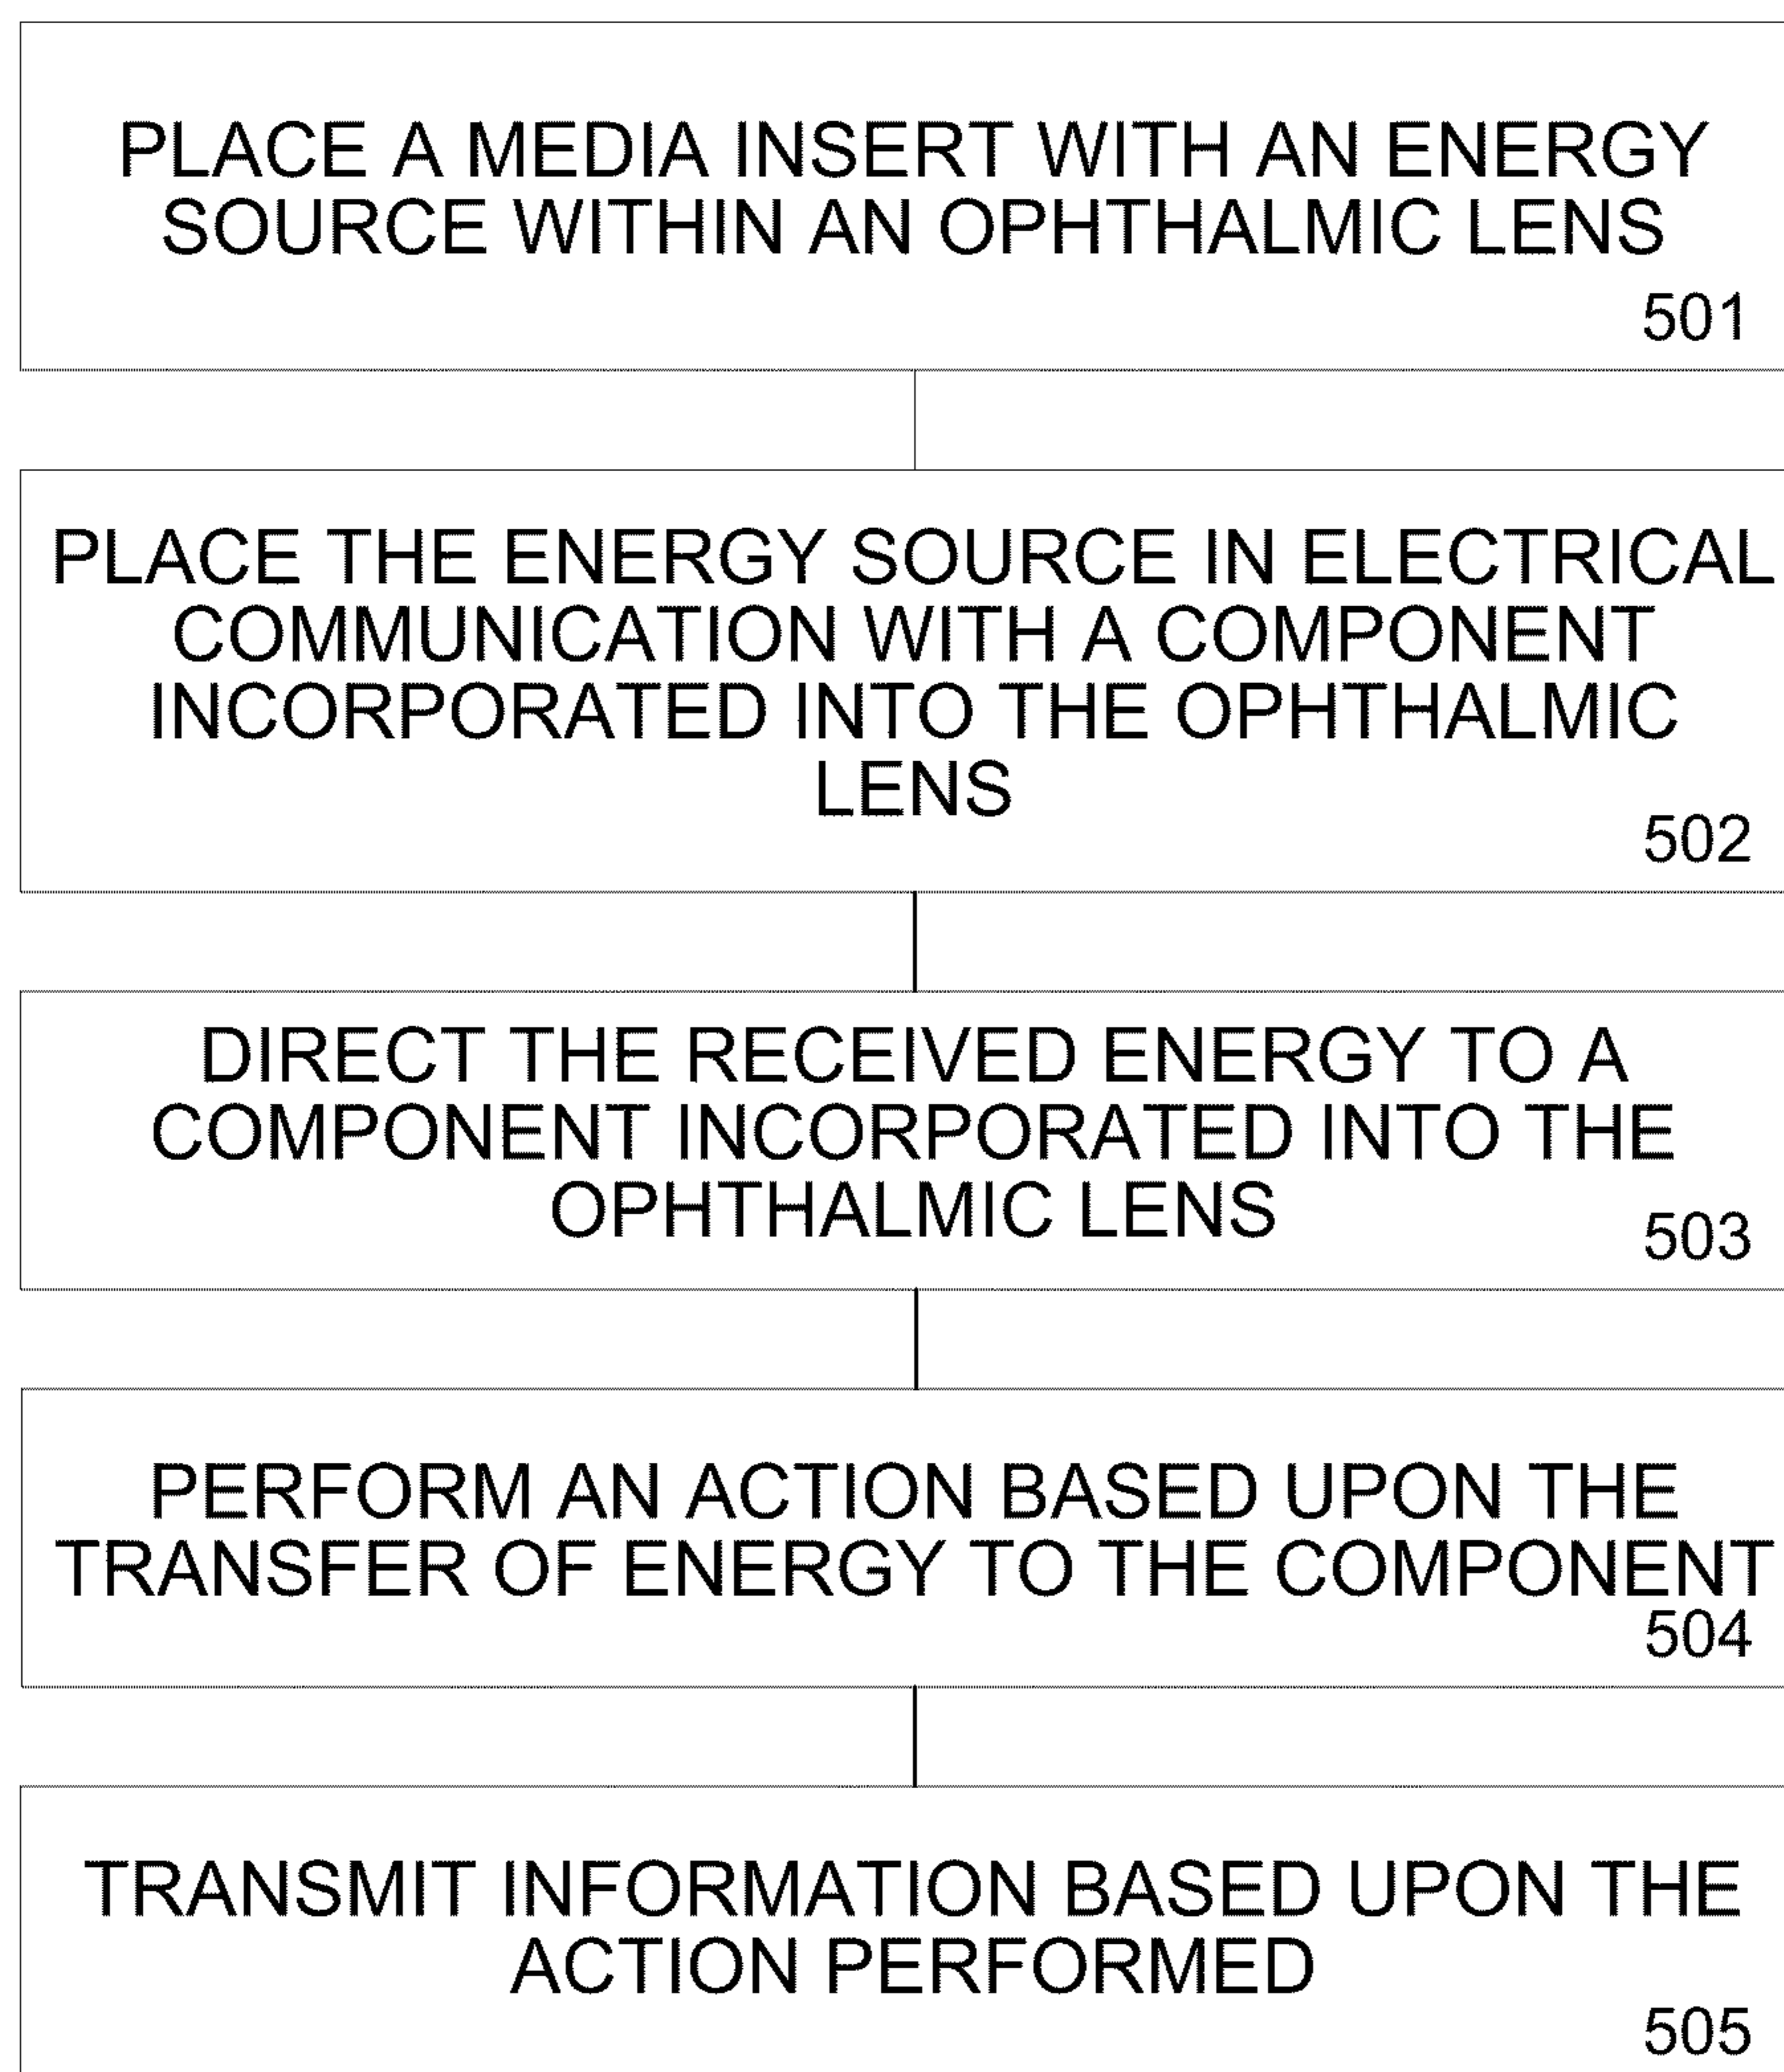 PLACE A MEDIA INSERT WITH AN ENERGY
SOURCE WITHIN AN OPHTHALMIC LENS
501
PLACE THE ENERGY SOURCE IN ELECTRICAL
COMMUNICATION WITH A COMPONENT
INCORPORATED INTO THE OPHTHALMIC
LENS
502
DIRECT THE RECEIVED ENERGY TO A
COMPONENT INCORPORATED INTO THE
OPHTHALMIC LENS
503
PERFORM AN ACTION BASED UPON THE
TRANSFER OF ENERGY TO THE COMPONENT
504
TRANSMIT INFORMATION BASED UPON THE
ACTION PERFORMED
505